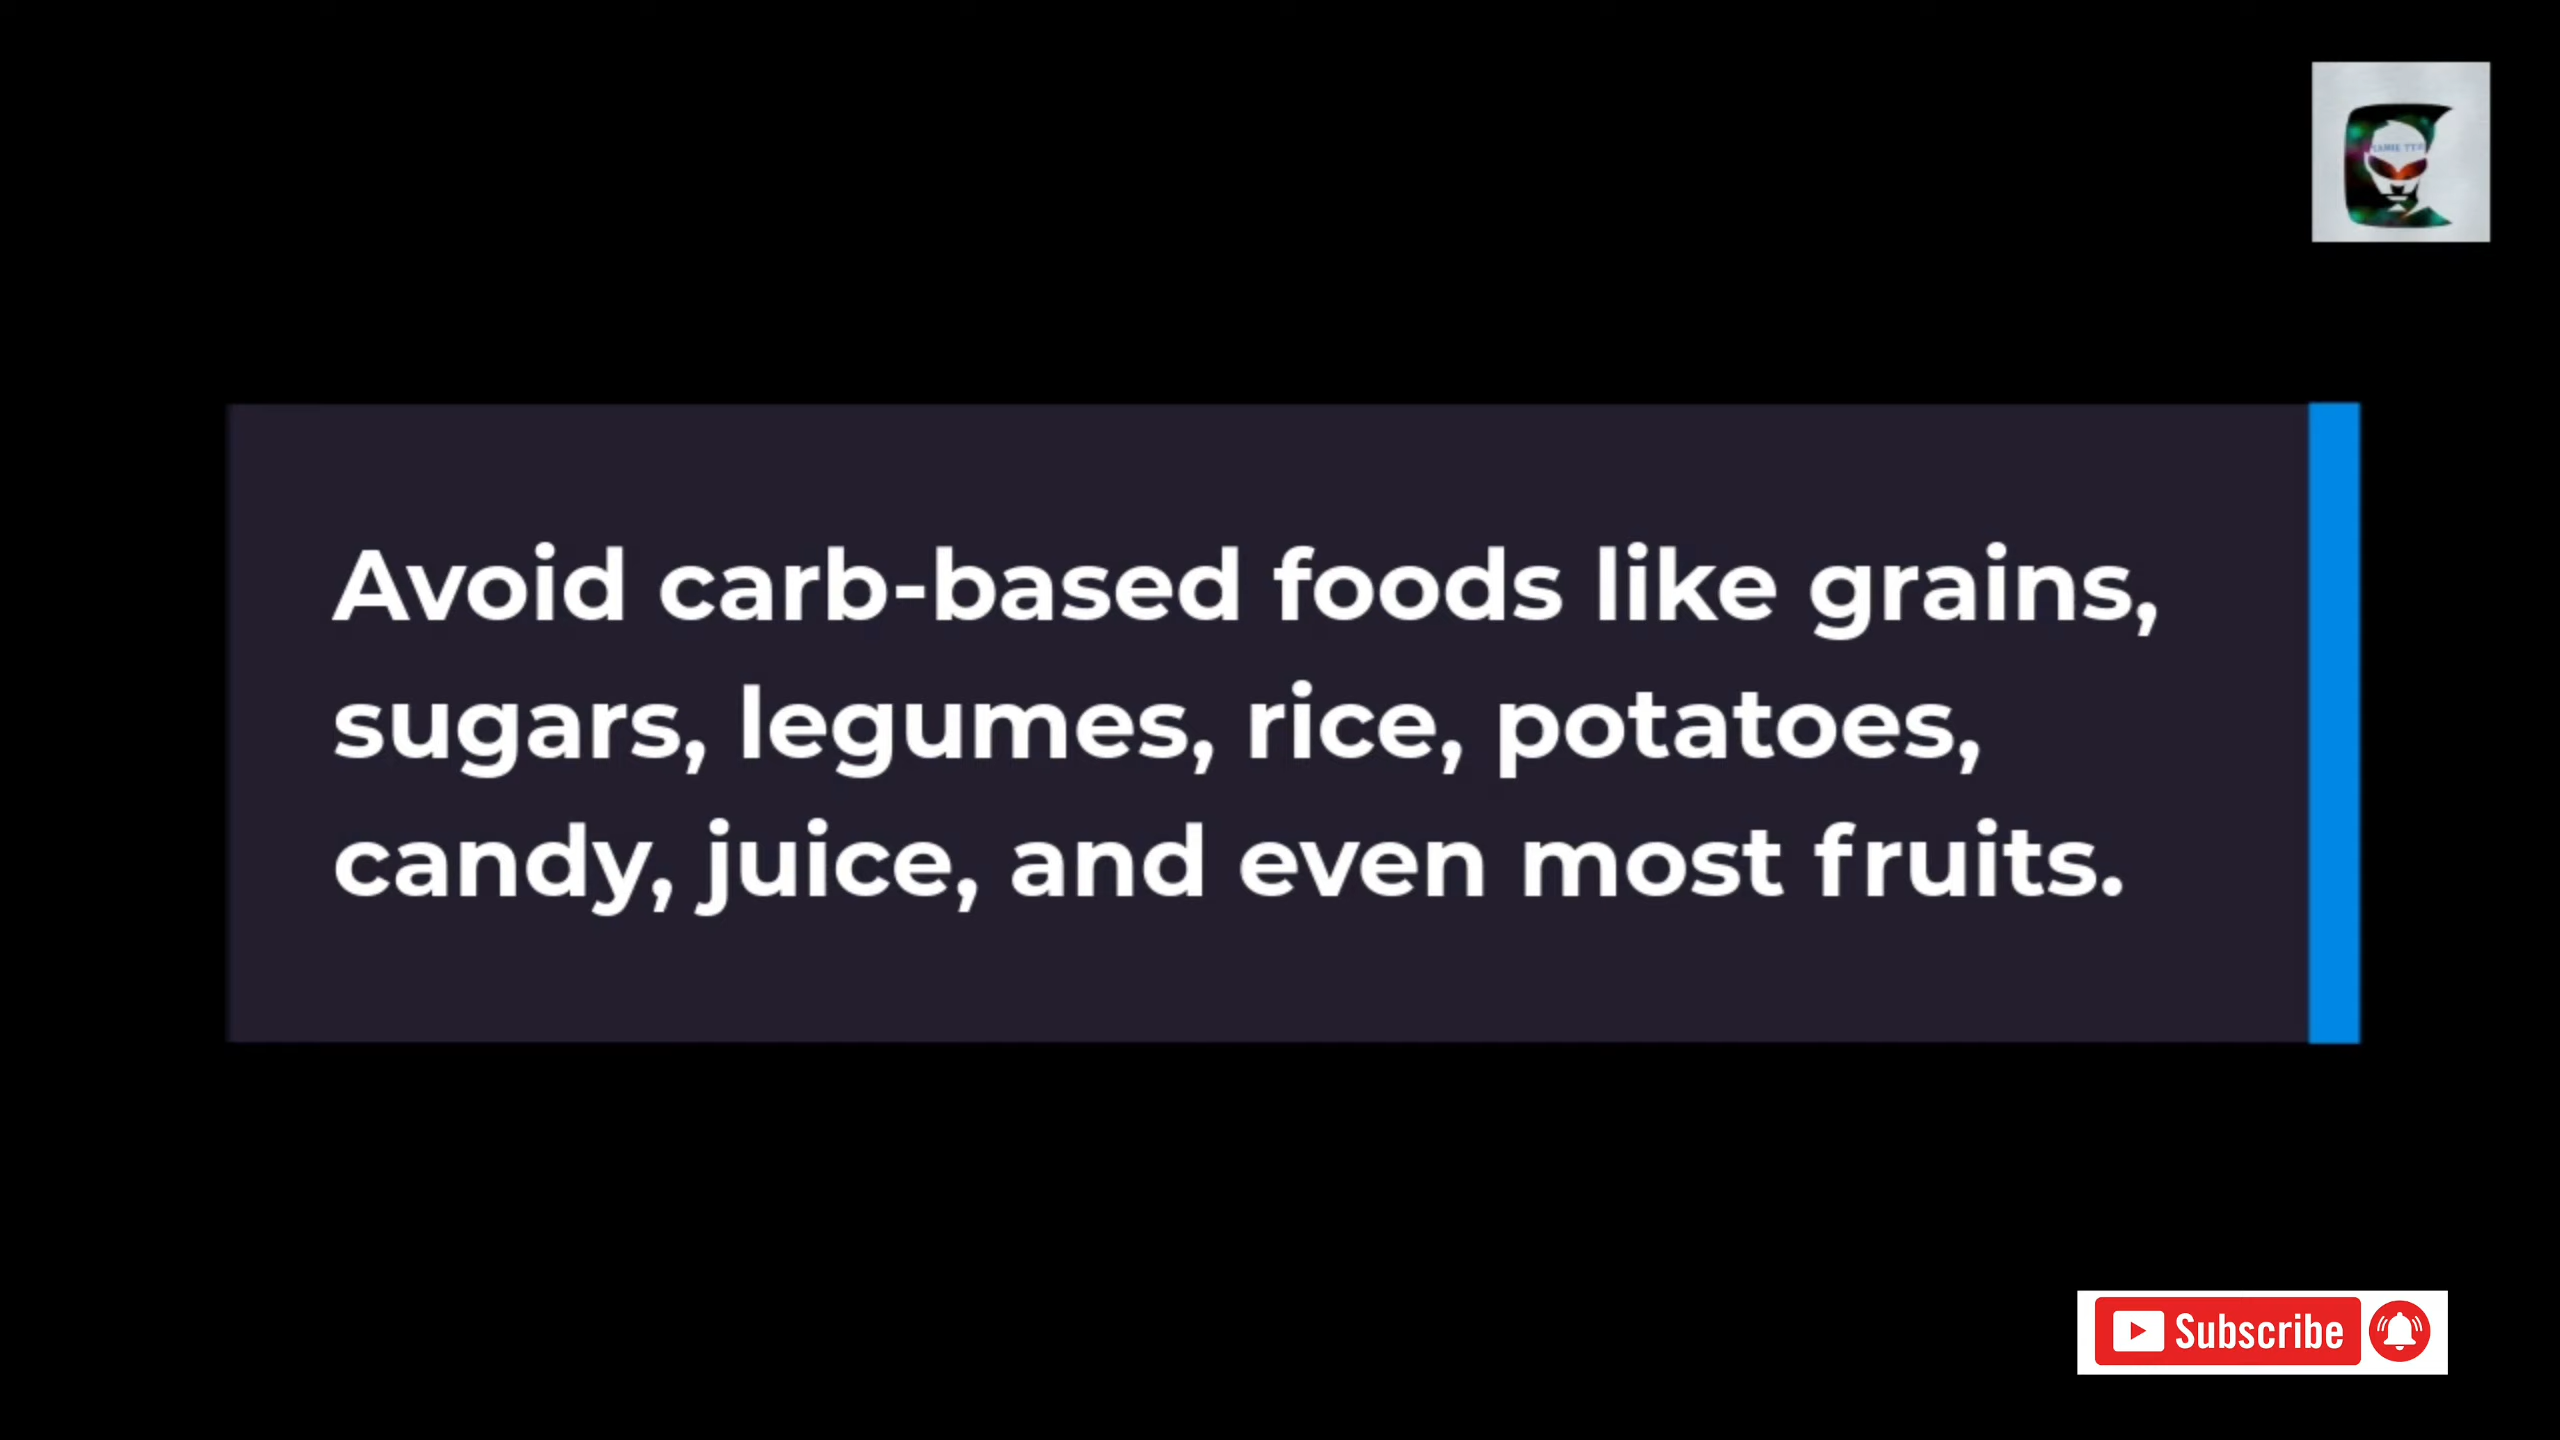 Avoid carb-based foods like grains,
sugars, legumes, rice, potatoes,
candy, juice, and even most fruits.
Subscribe